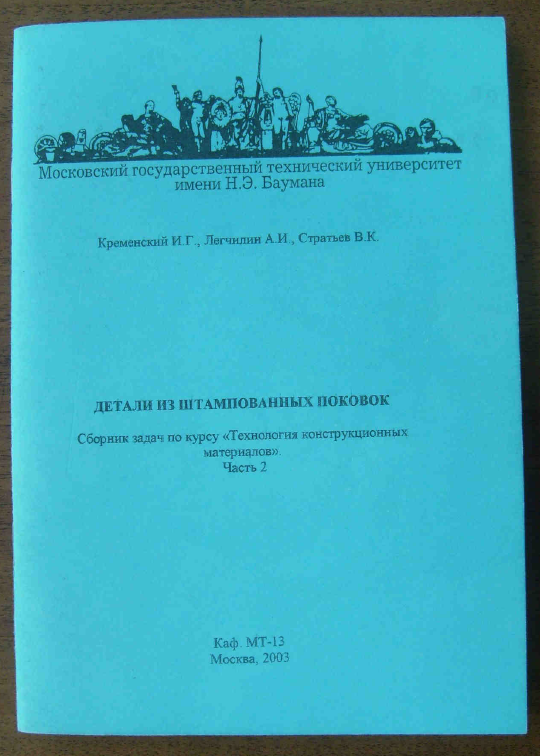 Московский государственный технический университет
имени Н.Э. Баумана
Кременский И.Г., Легчилин А.И., Стратьев В.К.
ДЕТАЛИ ИЗ ШТАМПОВАННЫХ ПОКОВОК
Сборник задач по курсу «Технология конструкционных
материалов».
Часть 2
Каф. МТ-13
Москва, 2003